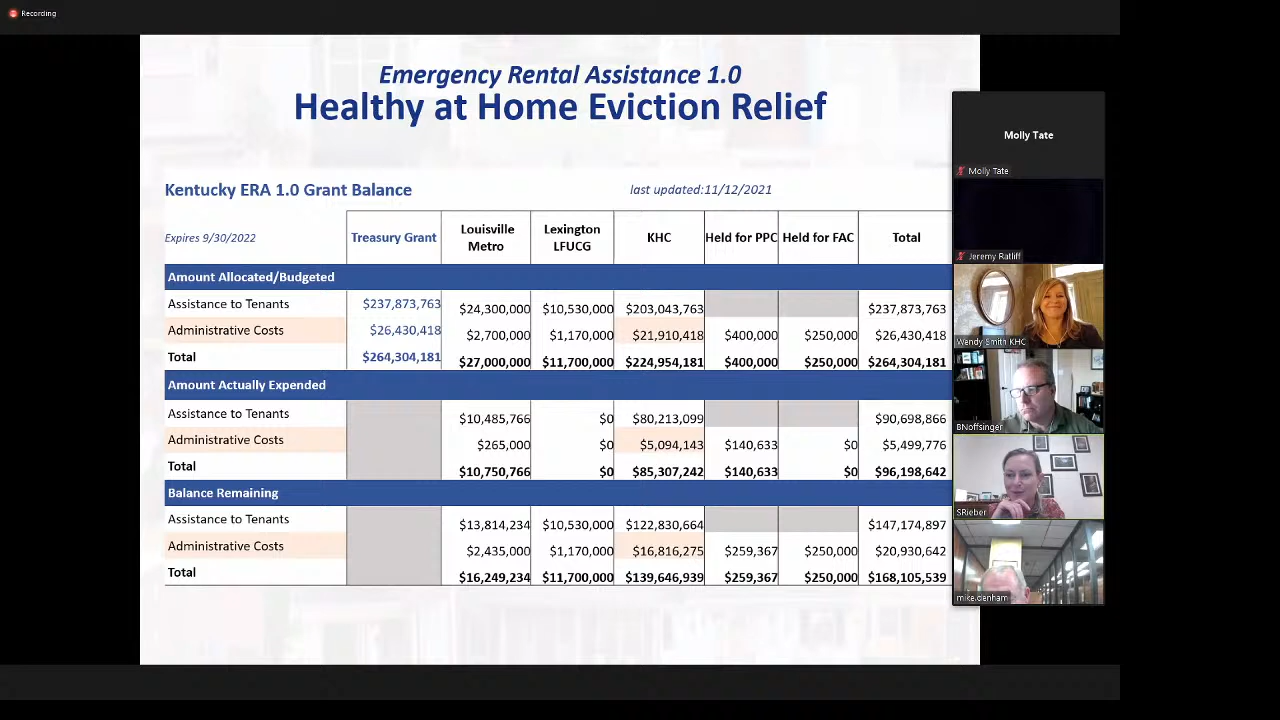 Recording
Emergency Rental Assistance 1.0
Healthy at Home Eviction Relief
Kentucky ERA 1.0 Grant Balance last updated:11/12/2021
Expires 9/30/2022 Treasury Grant Louisville Metro Lexington LFUCG KHC Held for PPC Held for FAC Total
Amount Allocated/Budgeted
Assistance to Tenants $237,873,763 $24,300,000 $10,530,000 $203,043,763 $237,873,763
Administrative Costs $26,430,418 $2,700,000 $1,170,000 $21,910,418 $400,000 $250,000 $26,430,418
Total $264,304,181 $27,000,000 $11,700,000 $224,954,181 $400,000 $250,000 $264,304,181
Amount Actually Expended
Assistance to Tenants $10,485,766 $0 $80,213,099 $90,698,866
Administrative Costs $265,000 $0 $5,094,143 $140,633 $0 $5,499,776
Total $10,750,766 $0 $85,307,242 $140,633 $0 $96,198,642
Balance Remaining
Assistance to Tenants $13,814,234 $10,530,000 $122,830,664 $147,174,897
Administrative Costs $2,435,000 $1,170,000 $16,816,275 $259,367 $250,000 $20,930,642
Total $16,249,234 $11,700,000 $139,646,939 $259,367 $250,000 $168,105,539
Molly Tate
Molly Tate
Jeremy Ratliff
Wendy Smith KHC
BNoffsinger
SRieber
mike.denham